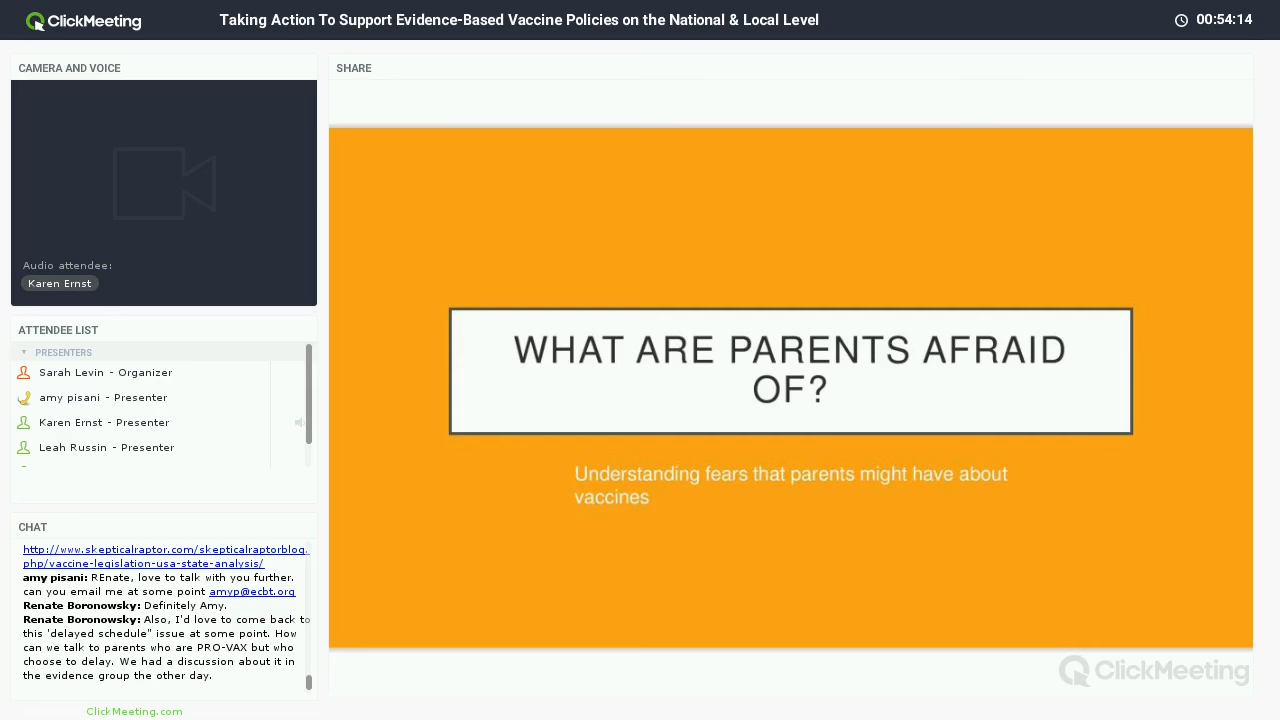 ClickMeeting
Taking Action To Support Evidence-Based Vaccine Policies on the National & Local Level
00:54:14
CAMERA AND VOICE
Audio attendee:
Karen Ernst
ATTENDEE LIST
PRESENTERS
Sarah Levin - Organizer
amy pisani - Presenter
Karen Ernst - Presenter
Leah Russin - Presenter
CHAT
http://www.skepticalraptor.com/skepticalraptorblog.
php/vaccine-legislation-usa-state-analysis/
amy pisani: REnate, love to talk with you further.
can you email me at some point amyp@ecbt.org
Renate Boronowsky: Definitely Amy.
Renate Boronowsky: Also, I'd love to come back to
this 'delayed schedule" issue at some point. How
can we talk to parents who are PRO-VAX but who
choose to delay. We had a discussion about it in
the evidence group the other day.
ClickMeeting.com
SHARE
WHAT ARE PARENTS AFRAID
OF?
Understanding fears that parents might have about
vaccines
ClickMeeting